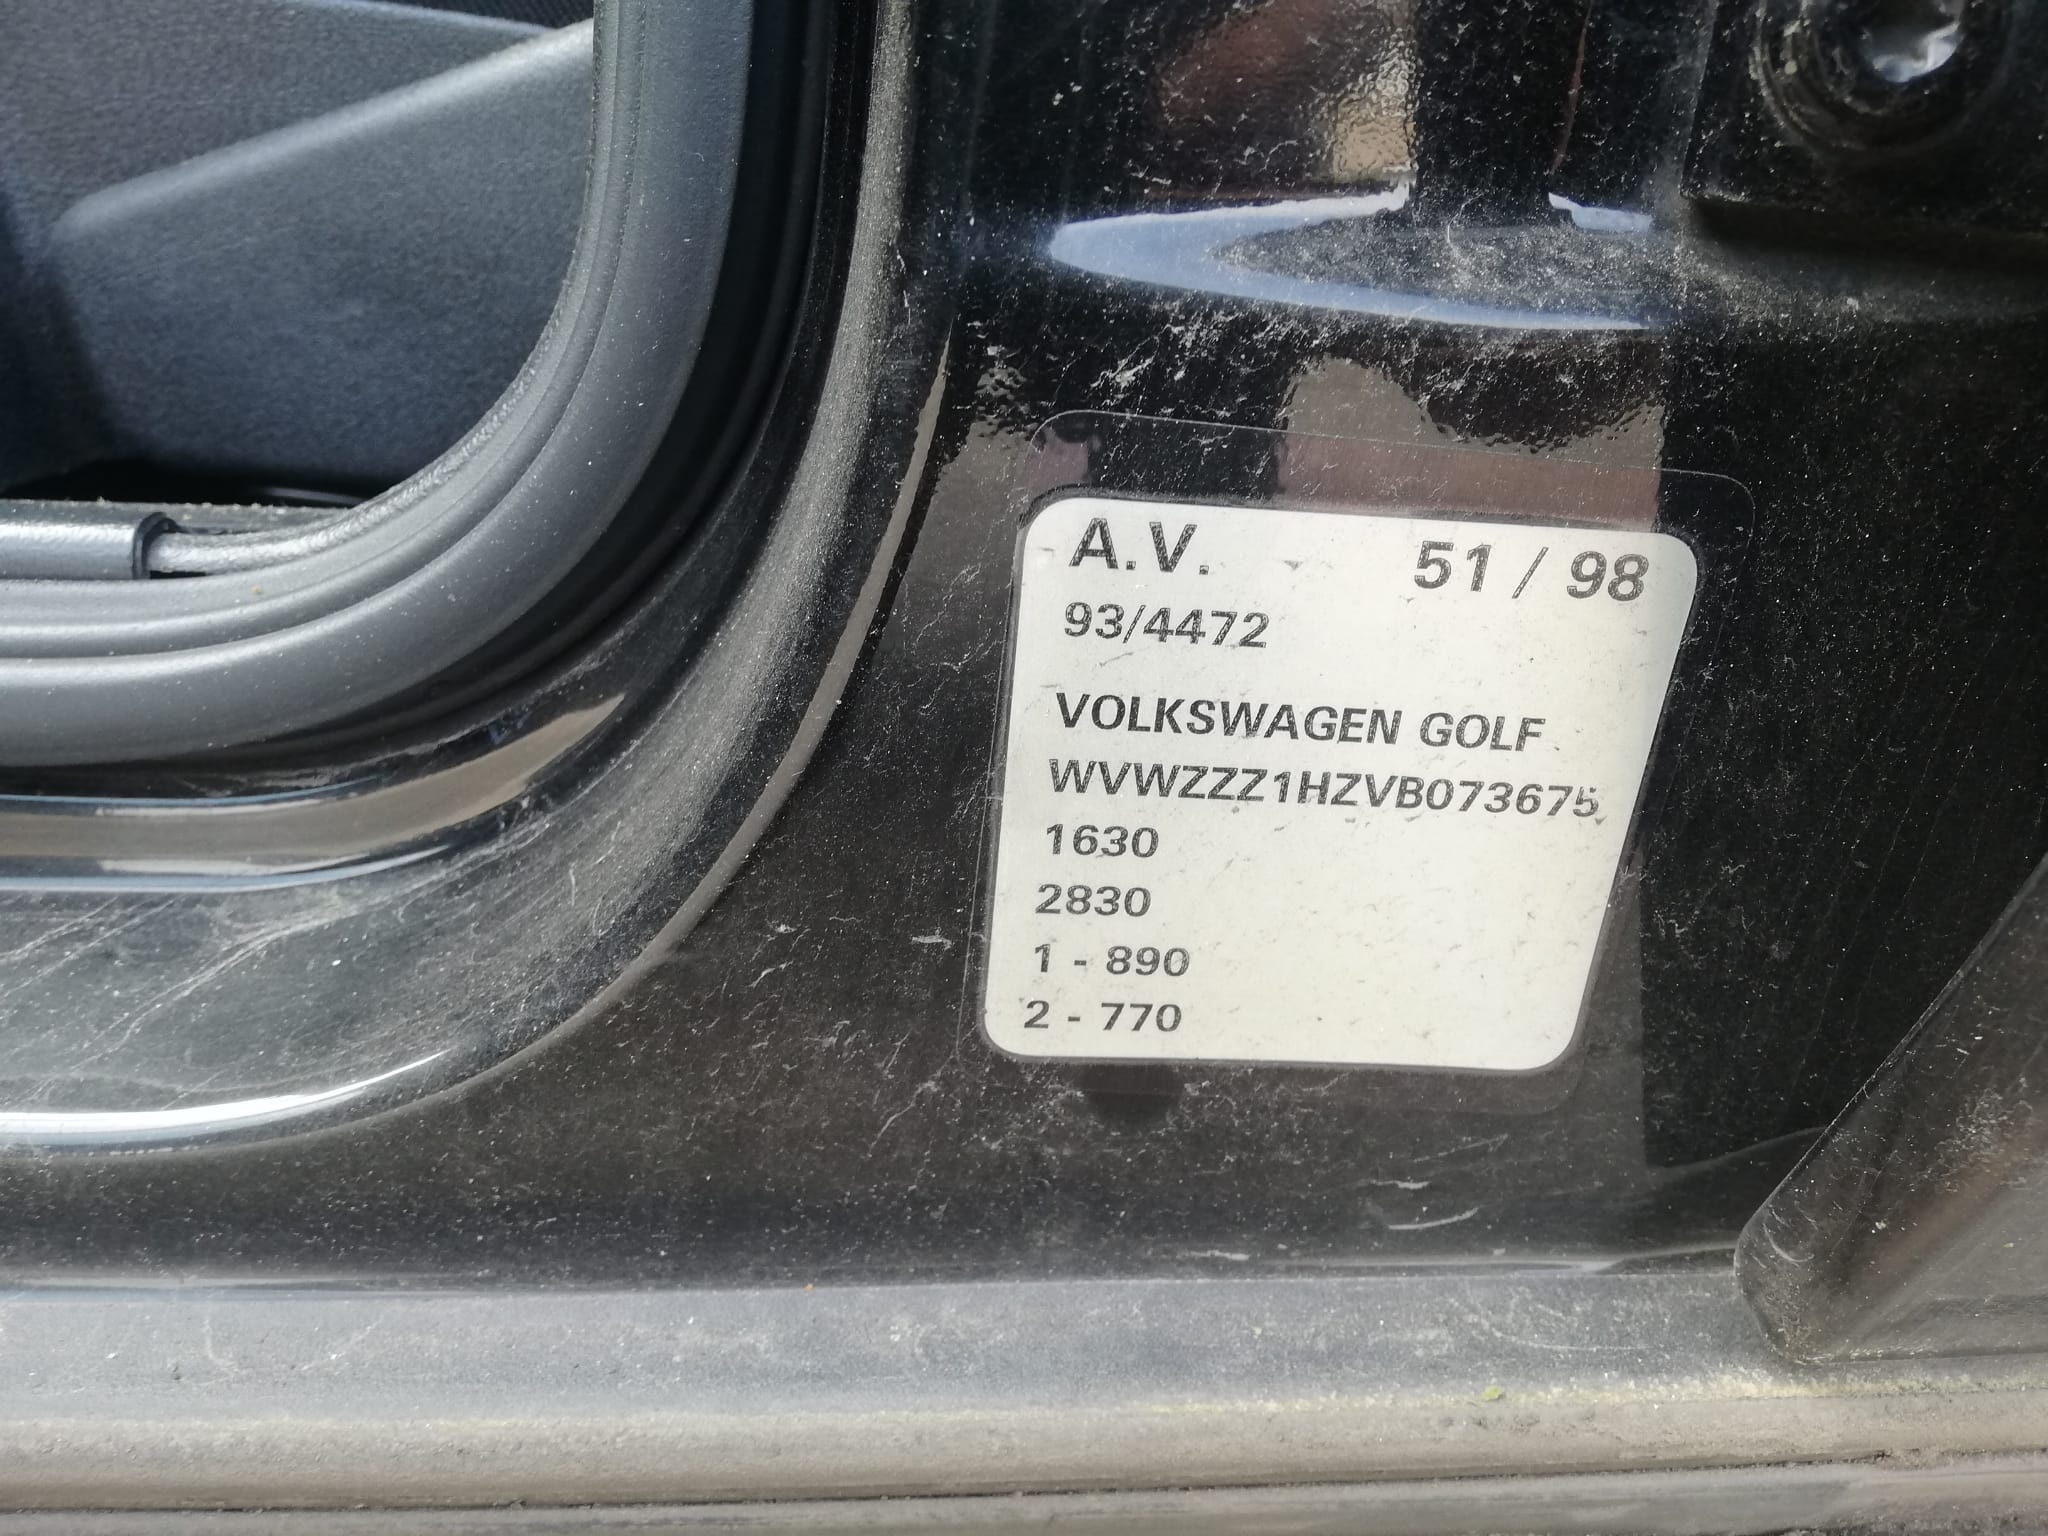 A.V. 51 / 98
93/4472
VOLKSWAGEN GOLF
WVWZZZ1HZVB073675
1630
2830
1 - 890
2 - 770